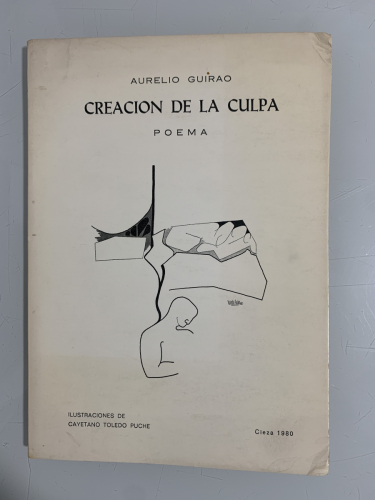 AURELIO GUIRAO
CREACION DE LA CULPA
POEMA
ILUSTRACIONES DE
CAYETANO TOLEDO PUCHE
Cieza 1980